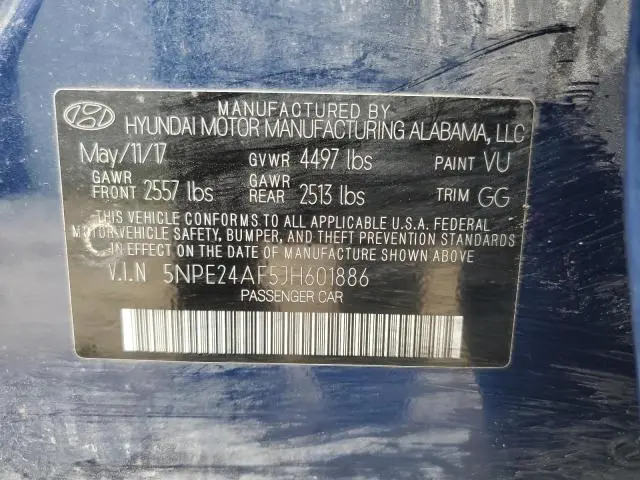 MANUFACTURED BY
HYUNDAI MOTOR MANUFACTURING ALABAMA, LLC
May/11/17 GVWR 4497 lbs PAINT VU
GAWR FRONT 2557 lbs GAWR REAR 2513 lbs TRIM GG
THIS VEHICLE CONFORMS TO ALL APPLICABLE U.S.A. FEDERAL
MOTOR VEHICLE SAFETY, BUMPER, AND THEFT PREVENTION STANDARDS
IN EFFECT ON THE DATE OF MANUFACTURE SHOWN ABOVE
V.I.N 5NPE24AF5JH601886
PASSENGER CAR